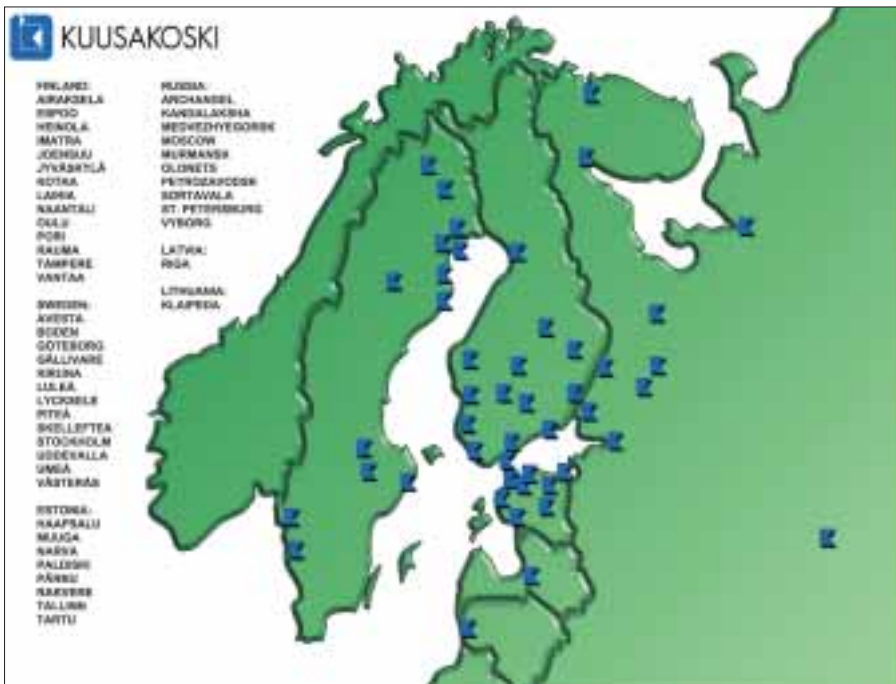 KUUSAKOSKI
FINLAND:
AIRAKSELA
ESPOO
HEINOLA
IMATRA
JOENSUU
JYVÄSKYLÄ
KOTKA
LAIHIA
NAANTALI
OULU
PORI
RAUMA
TAMPERE
VANTAA
SWEDEN:
AVESTA
BODEN
GÖTEBORG
GÄLLIVARE
KIRUNA
LULEÅ
LYCKSELE
PITEÅ
SKELLEFTEA
STOCKHOLM
UDDEVALLA
UMEÅ
VÄSTERÅS
ESTONIA:
HAAPSALU
MUUGA
NARVA
PALDISKI
PÄRNU
RAKVERE
TALLINN
TARTU
RUSSIA:
ARCHANGEL
KANDALAKSHA
MEDVEZHYEGORSK
MOSCOW
MURMANSK
OLONETS
PETROZAVODSK
SORTAVALA
ST. PETERSBURG
VYBORG
LATVIA:
RIGA
LITHUANIA:
KLAIPEDA